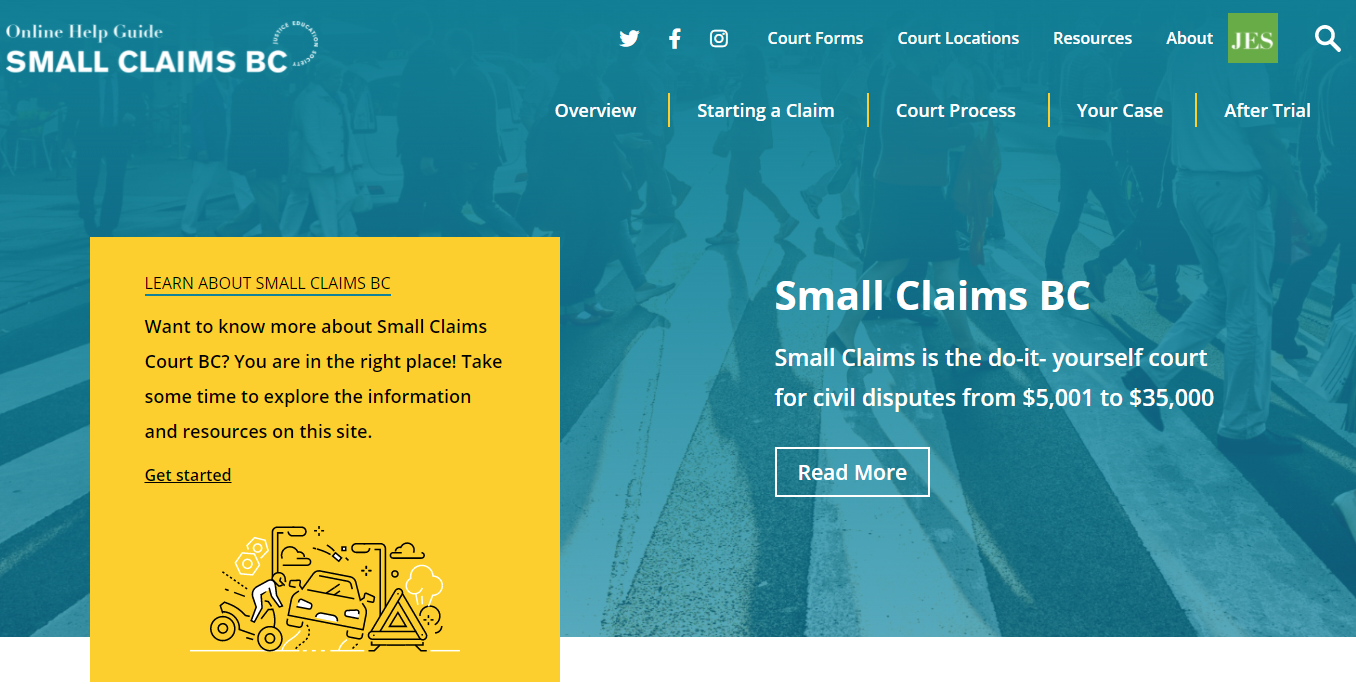 Online Help Guide
SMALL CLAIMS BC
JUSTICE EDUCATION SOCIETY
Court Forms
Court Locations
Resources
About
JES
Overview
Starting a Claim
Court Process
Your Case
After Trial
LEARN ABOUT SMALL CLAIMS BC
Want to know more about Small Claims
Court BC? You are in the right place! Take
some time to explore the information
and resources on this site.
Get started
Small Claims BC
Small Claims is the do-it- yourself court
for civil disputes from $5,001 to $35,000
Read More